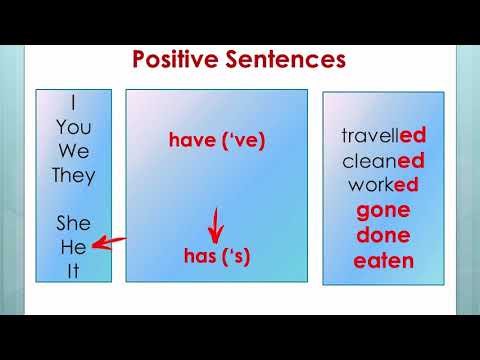 Positive Sentences
I
You
We
They
She
He
It
have (‘ve)
has (‘s)
travelled
cleaned
worked
gone
done
eaten